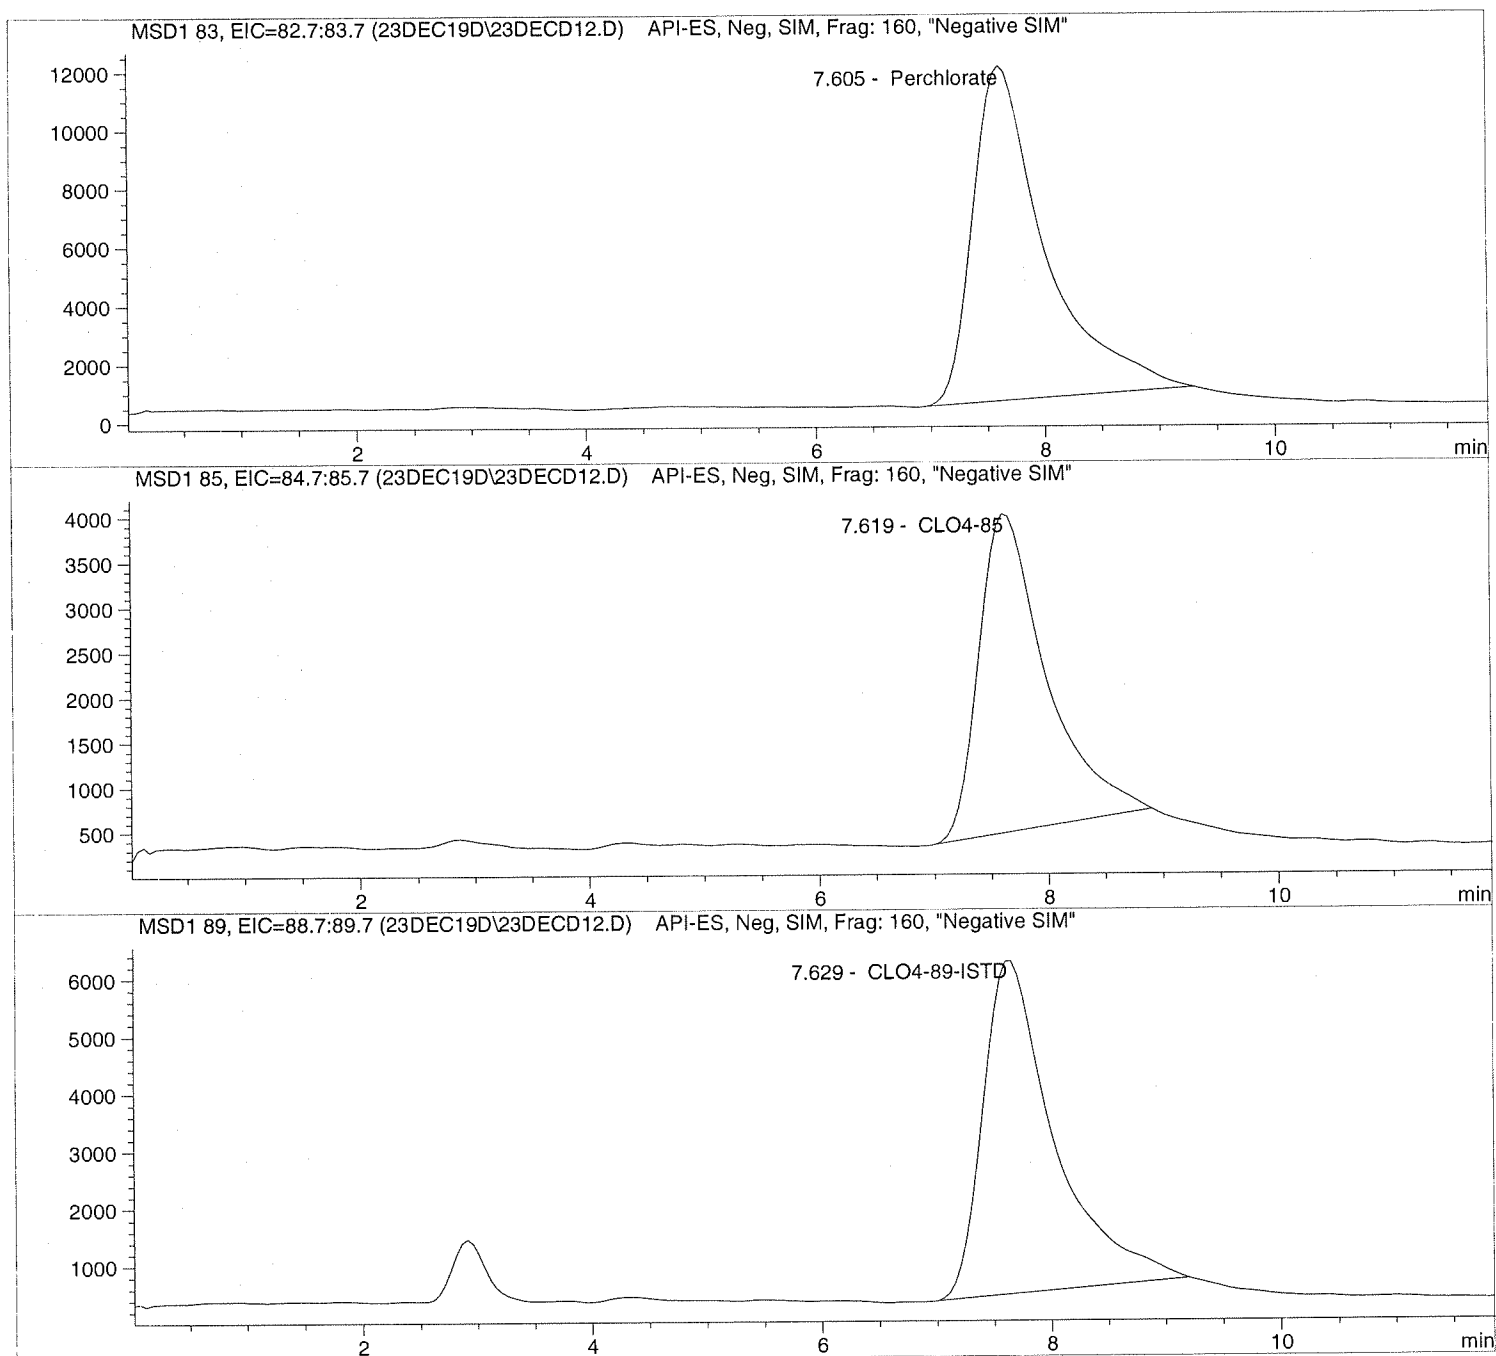 MSD1 83, EIC=82.7:83.7 (23DEC19D\23DECD12.D) API-ES, Neg, SIM, Frag: 160, "Negative SIM"
7.605 - Perchlorate
12000
10000
8000
6000
4000
2000
0
2 4 6 8 10 min
MSD1 85, EIC=84.7:85.7 (23DEC19D\23DECD12.D) API-ES, Neg, SIM, Frag: 160, "Negative SIM"
7.619 - CLO4-85
4000
3500
3000
2500
2000
1500
1000
500
2 4 6 8 10 min
MSD1 89, EIC=88.7:89.7 (23DEC19D\23DECD12.D) API-ES, Neg, SIM, Frag: 160, "Negative SIM"
7.629 - CLO4-89-ISTD
6000
5000
4000
3000
2000
1000
2 4 6 8 10 min